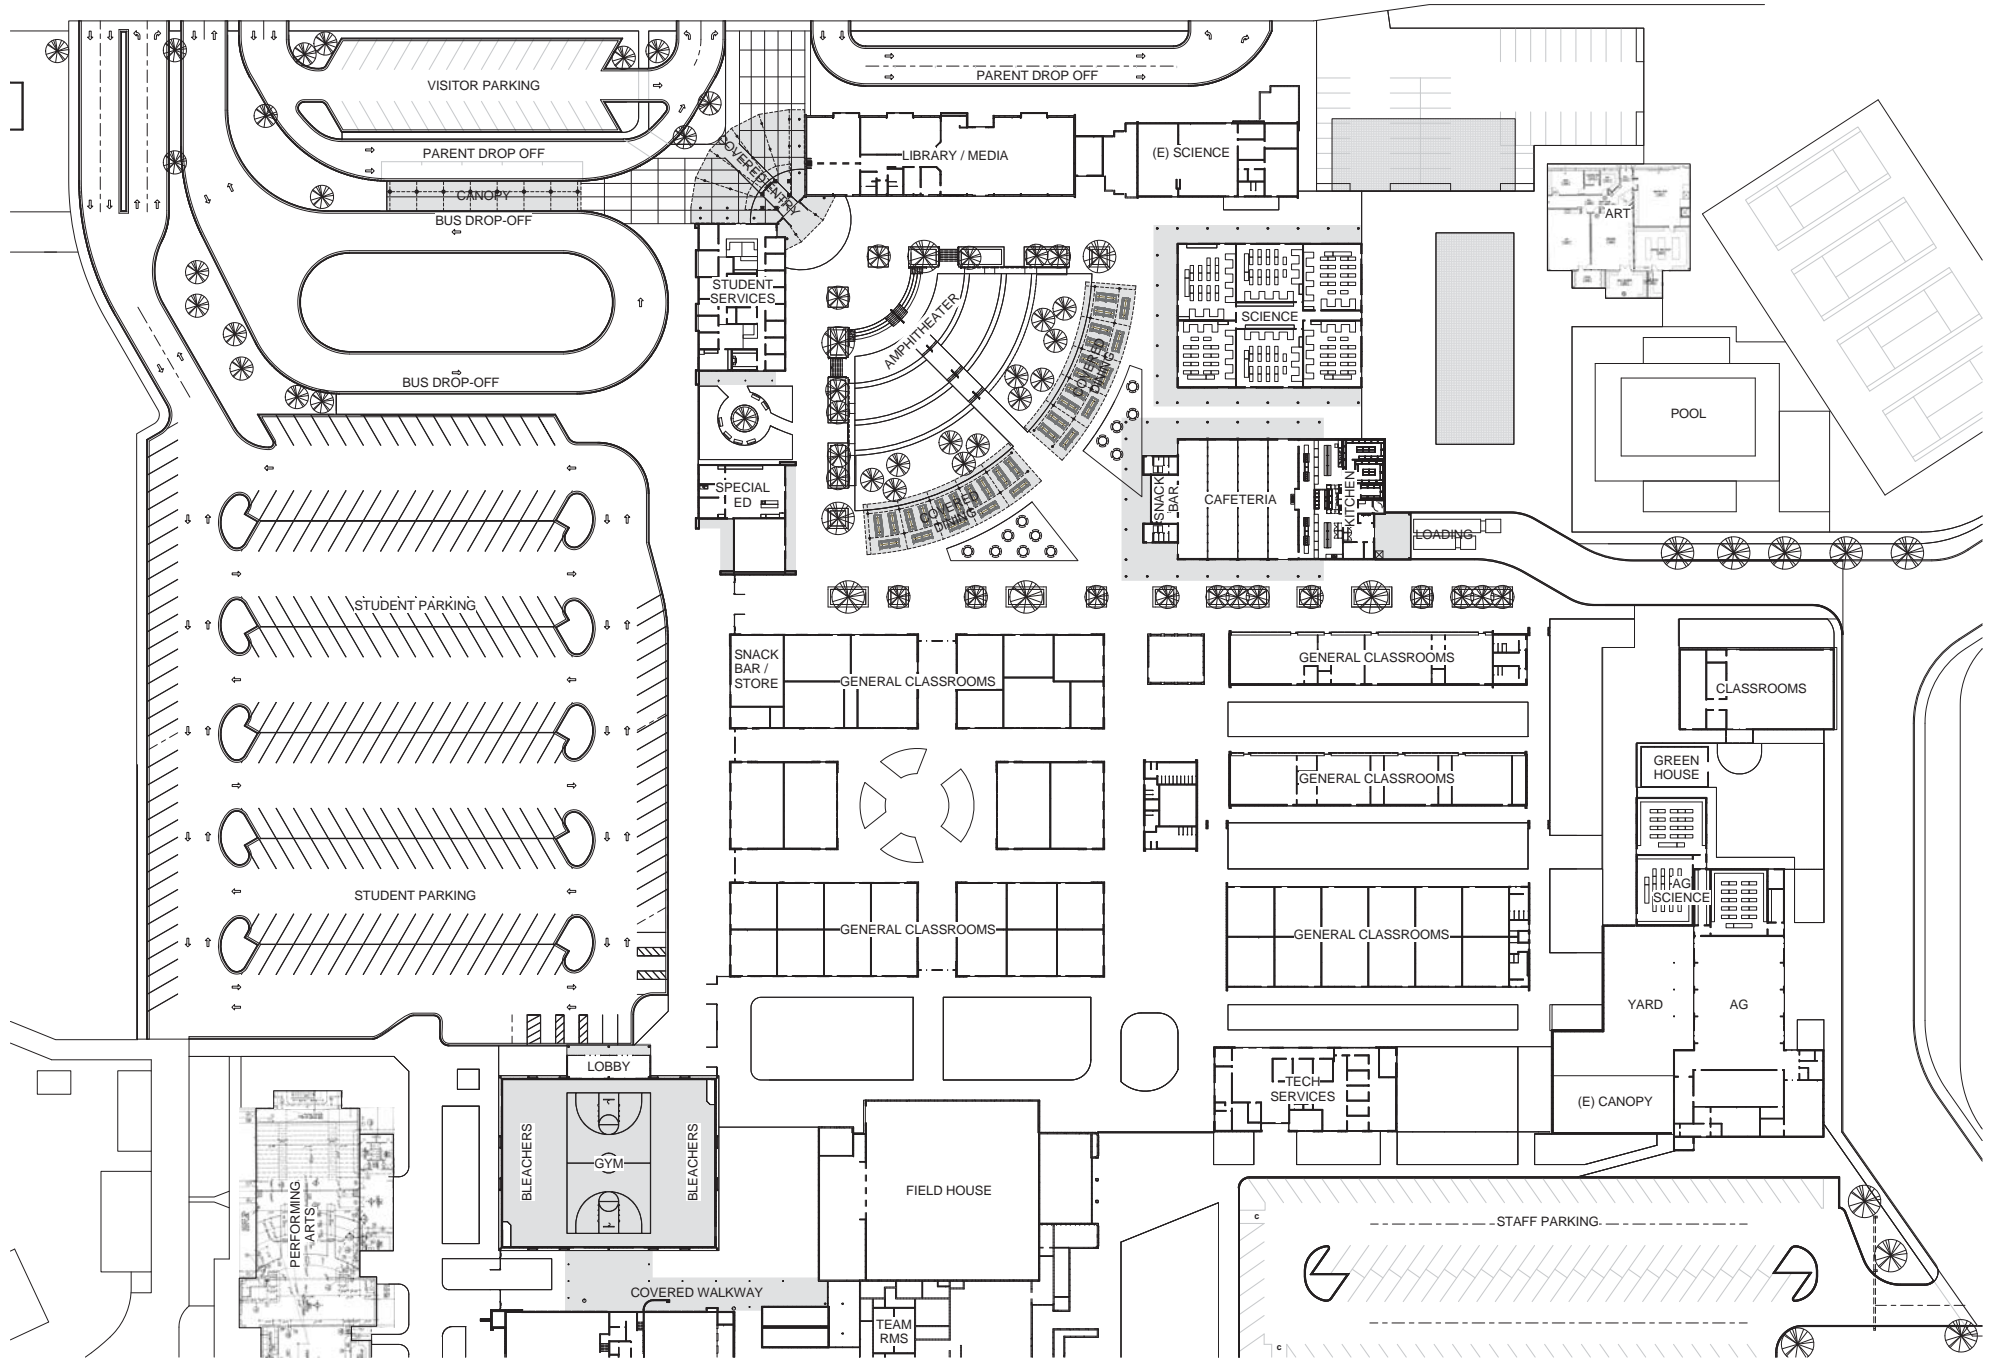 VISITOR PARKING
PARENT DROP OFF
PARENT DROP OFF
CANOPY
COVERED ENTRY
BUS DROP-OFF
LIBRARY / MEDIA
(E) SCIENCE
ART
STUDENT
SERVICES
AMPHITHEATER
SCIENCE
COVERED
DINING
BUS DROP-OFF
POOL
SPECIAL
ED
COVERED
DINING
SNACK
BAR
CAFETERIA
KITCHEN
LOADING
STUDENT PARKING
SNACK
BAR /
STORE
GENERAL CLASSROOMS
GENERAL CLASSROOMS
CLASSROOMS
GENERAL CLASSROOMS
GREEN
HOUSE
STUDENT PARKING
GENERAL CLASSROOMS
GENERAL CLASSROOMS
AG
SCIENCE
YARD
AG
LOBBY
TECH
SERVICES
(E) CANOPY
BLEACHERS
GYM
BLEACHERS
FIELD HOUSE
PERFORMING
ARTS
C
STAFF PARKING
COVERED WALKWAY
TEAM
RMS
C